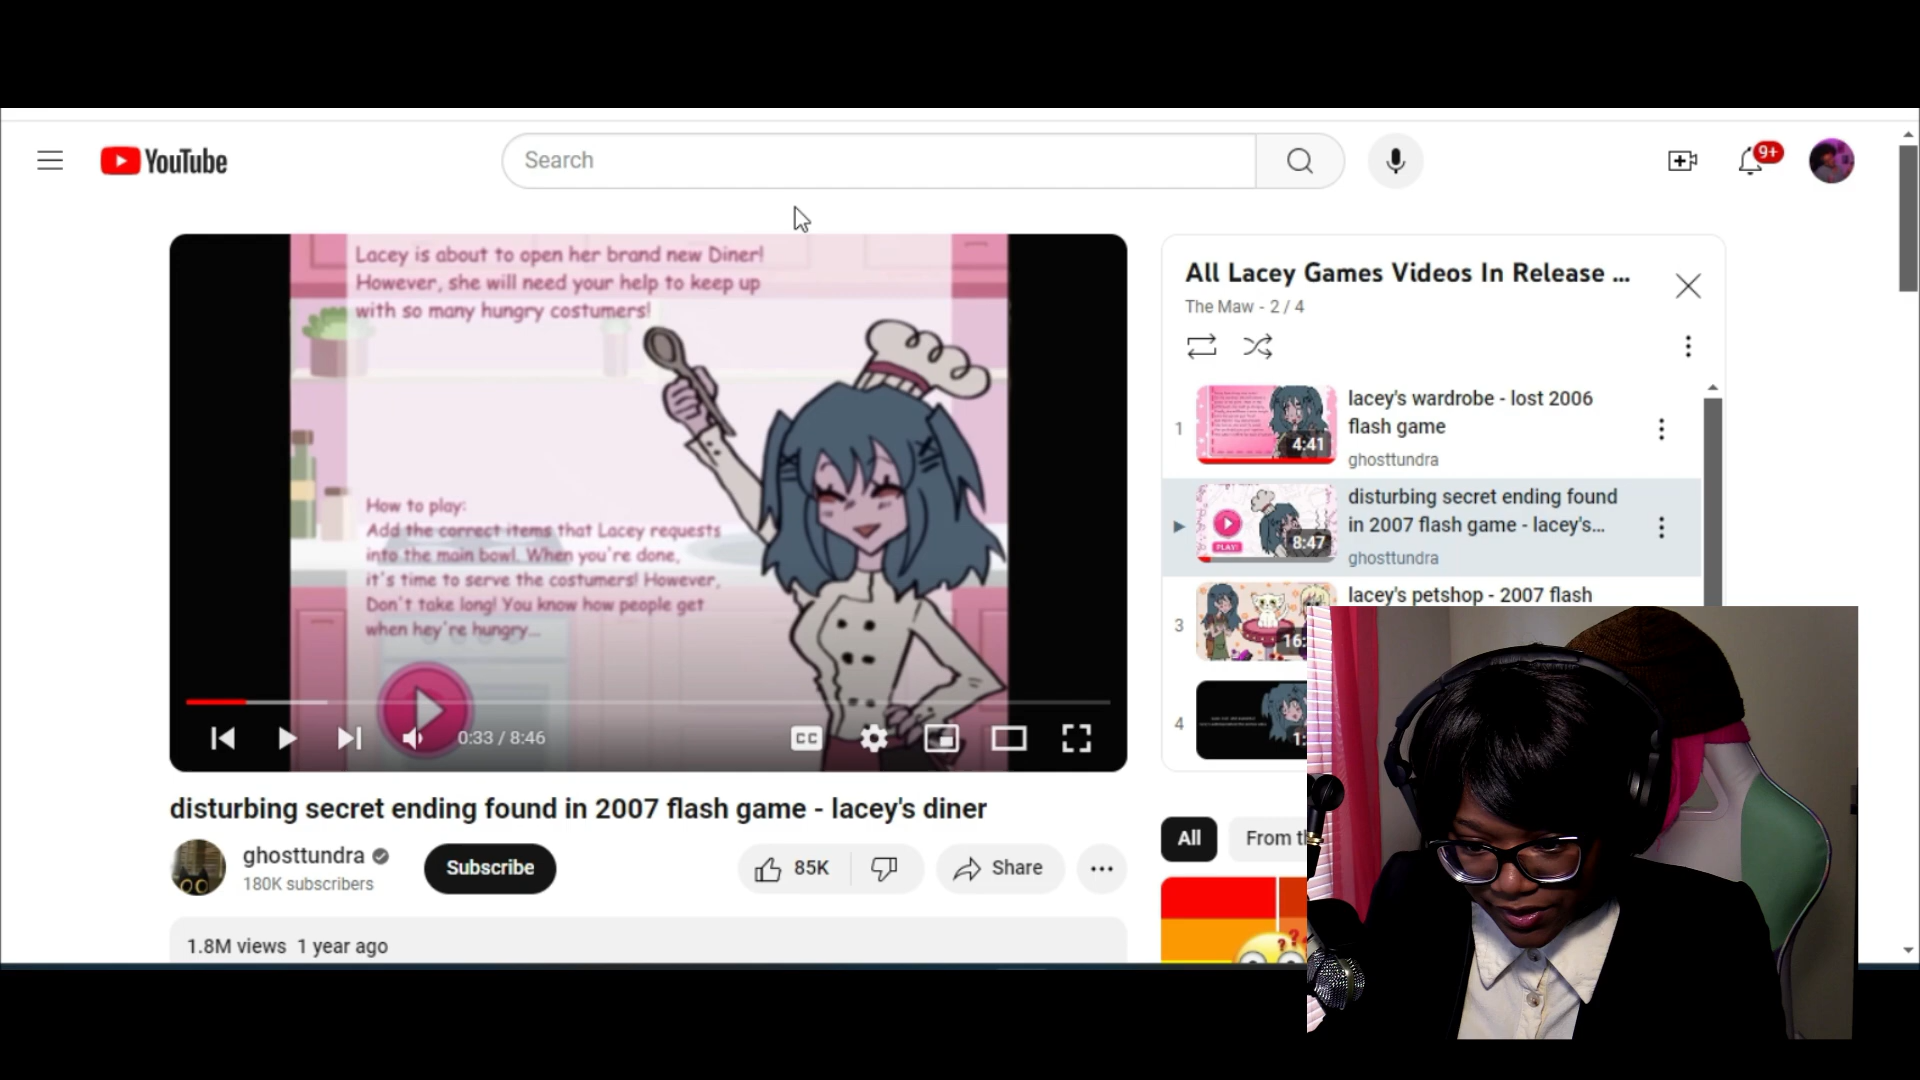 YouTube
Search
9+
Lacey is about to open her brand new Diner!
However, she will need your help to keep up
with so many hungry costumers!
How to play:
Add the correct items that Lacey requests
into the main bowl. When you're done,
it's time to serve the costumers! However,
Don't take long! You know how people get
when hey're hungry...
0:33 / 8:46
CC
disturbing secret ending found in 2007 flash game - lacey's diner
ghosttundra
180K subscribers
Subscribe
85K
Share
1.8M views 1 year ago
All Lacey Games Videos In Release ...
The Maw - 2 / 4
1
4:41
lacey's wardrobe - lost 2006
flash game
ghosttundra
PLAY!
8:47
disturbing secret ending found
in 2007 flash game - lacey's...
ghosttundra
3
16:
lacey's petshop - 2007 flash
4
1:
All
From th
??